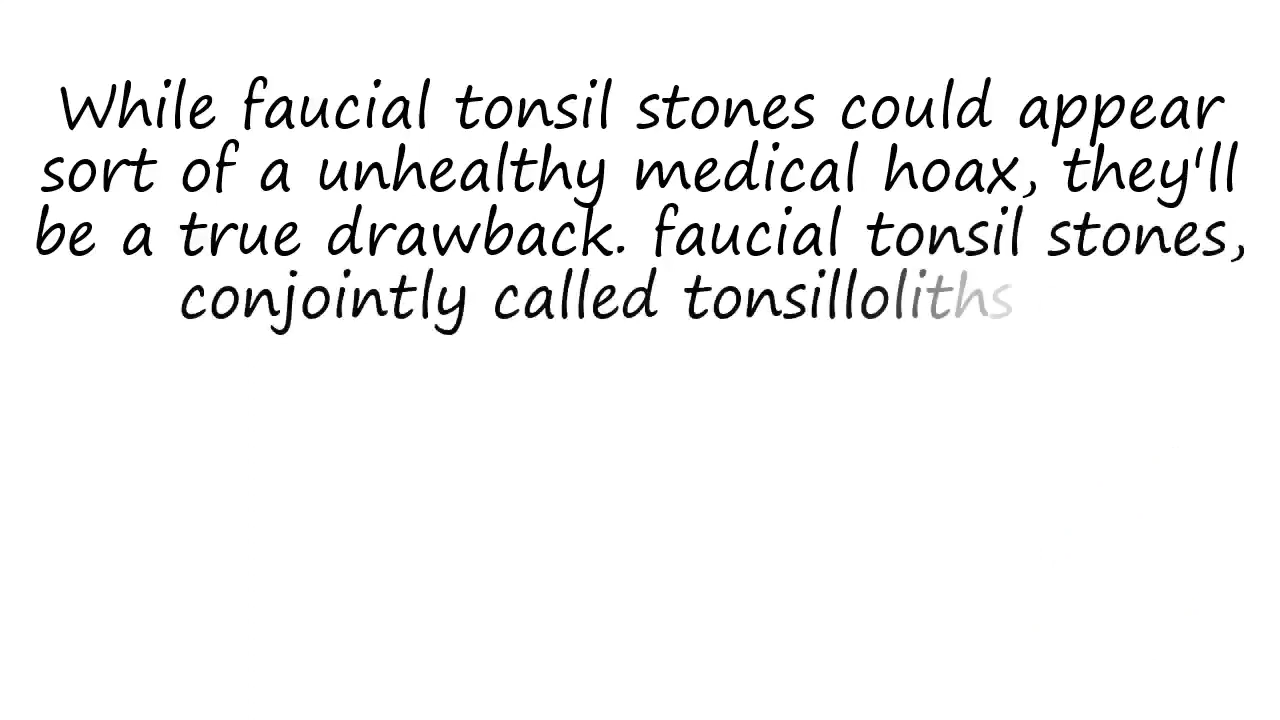 While faucial tonsil stones could appear
sort of a unhealthy medical hoax, they'll
be a true drawback. faucial tonsil stones,
conjointly called tonsilloliths